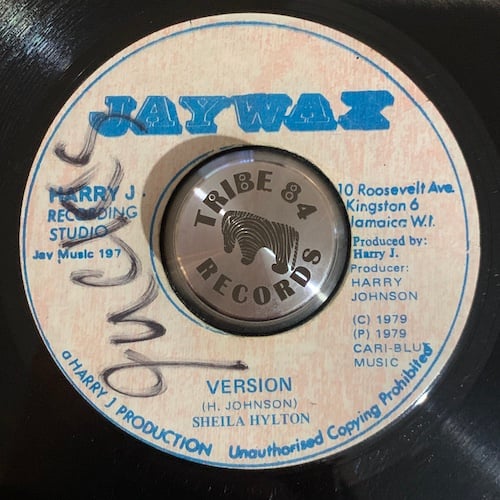 JAYWAX
HARRY J
RECORDING
STUDIO
Jay Music 197
TRIBE 84
RECORDS
10 Roosevelt Ave.
Kingston 6
Jamaica W.I.
Produced by:
Harry J.
Producer:
HARRY
JOHNSON
(C) 1979
(P) 1979
CARI-BLUE
MUSIC
VERSION
(H. JOHNSON)
SHEILA HYLTON
a HARRY J PRODUCTION
Unauthorised Copying Prohibited